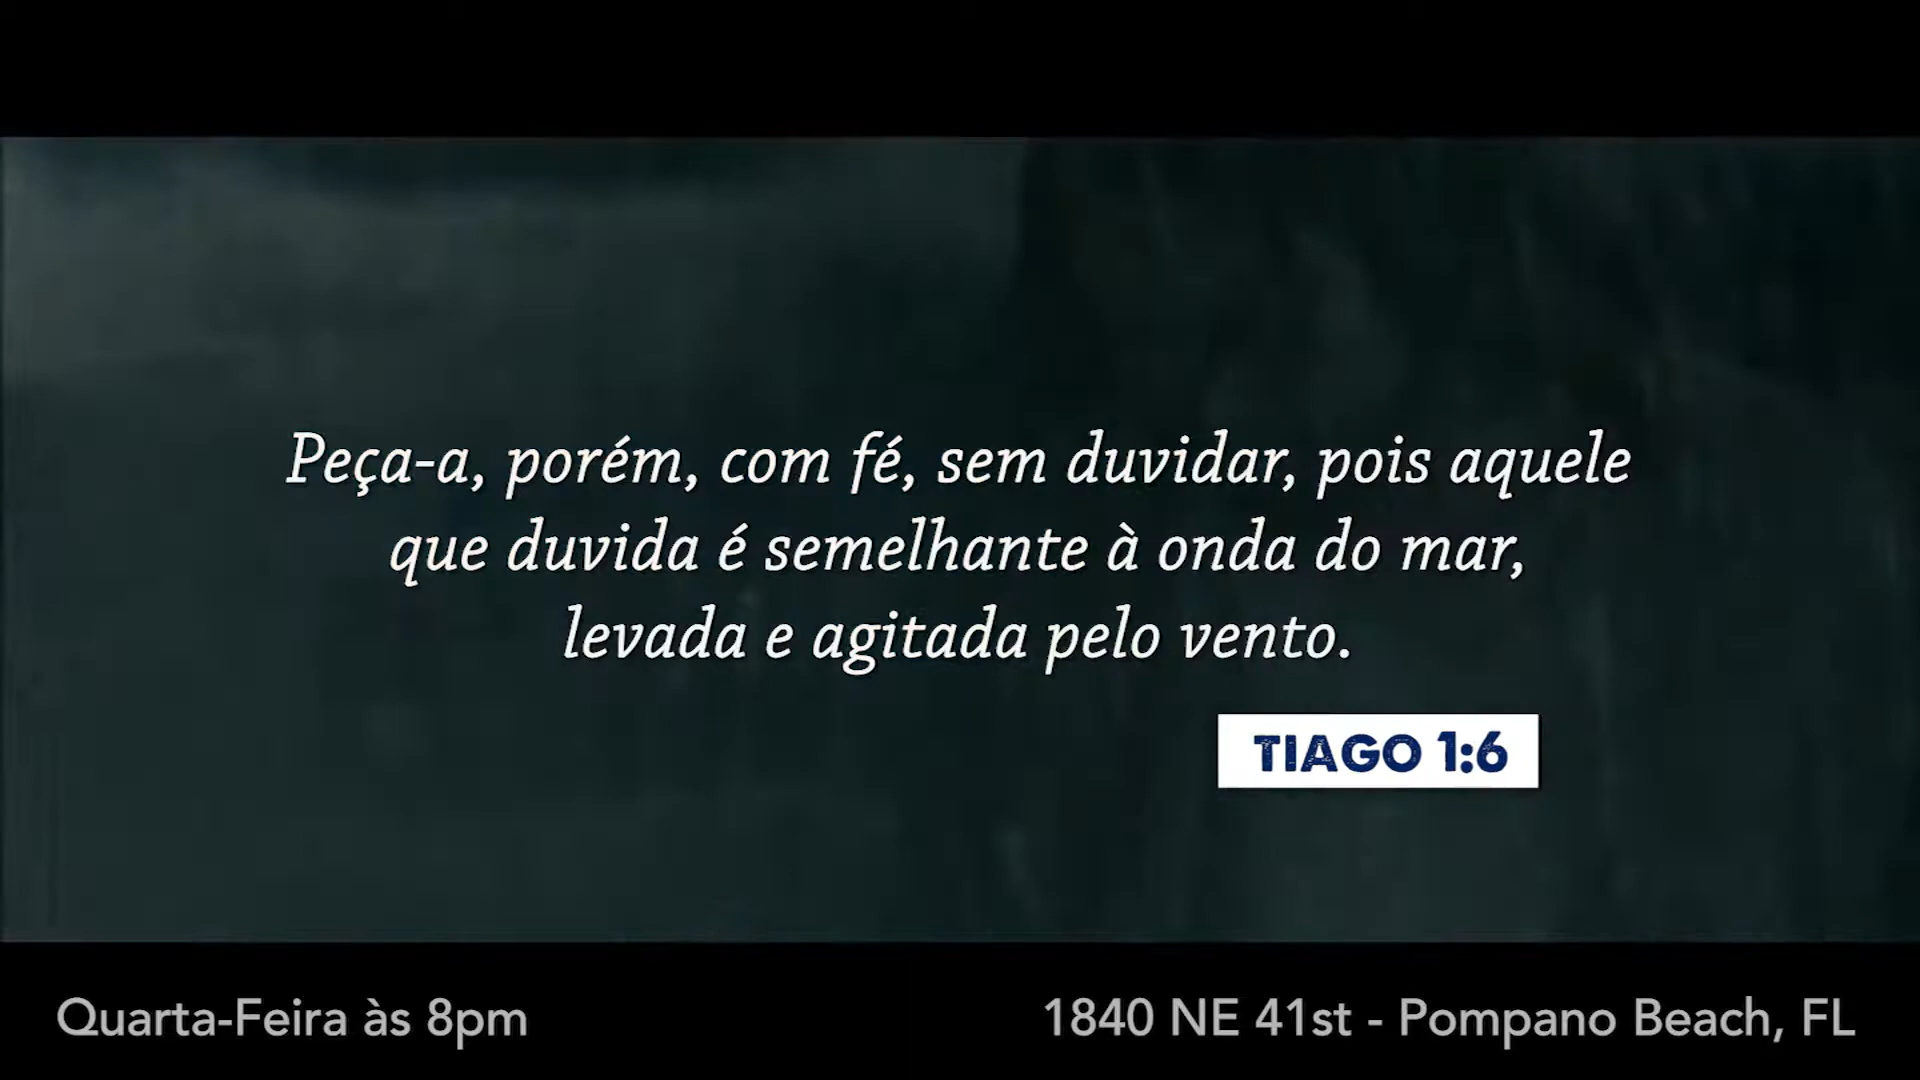 Peça-a, porém, com fé, sem duvidar, pois aquele
que duvida é semelhante à onda do mar,
levada e agitada pelo vento.
TIAGO 1:6
Quarta-Feira às 8pm
1840 NE 41st - Pompano Beach, FL